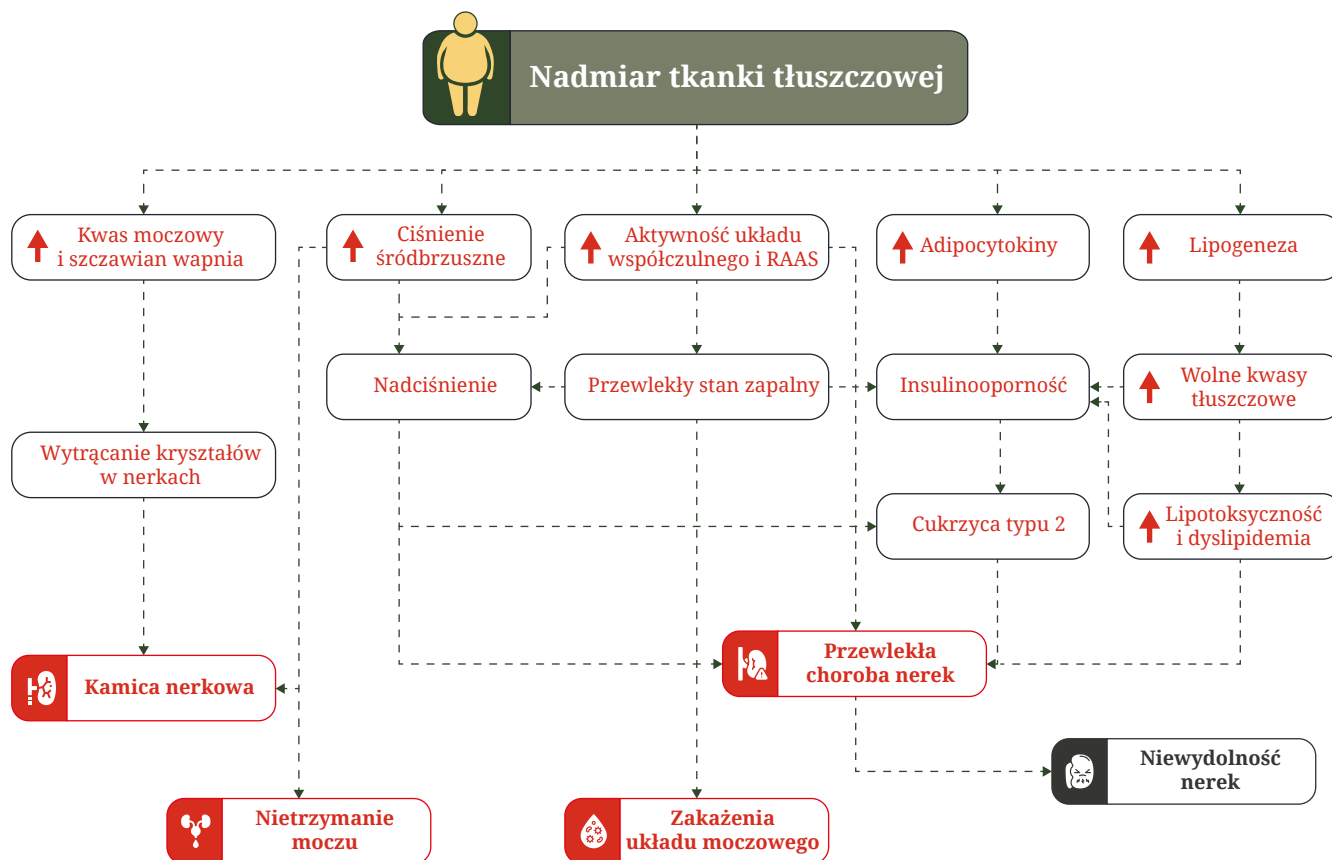 Nadmiar tkanki tłuszczowej
Kwas moczowy
i szczawian wapnia
Ciśnienie
śródbrzuszne
Aktywność układu
współczulnego i RAAS
Adipocytokiny
Lipogeneza
Nadciśnienie
Przewlekły stan zapalny
Insulinooporność
Wolne kwasy
tłuszczowe
Wytrącanie kryształów
w nerkach
Cukrzyca typu 2
Lipotoksyczność
i dyslipidemia
Kamica nerkowa
Przewlekła
choroba nerek
Niewydolność
nerek
Nietrzymanie
moczu
Zakażenia
układu moczowego